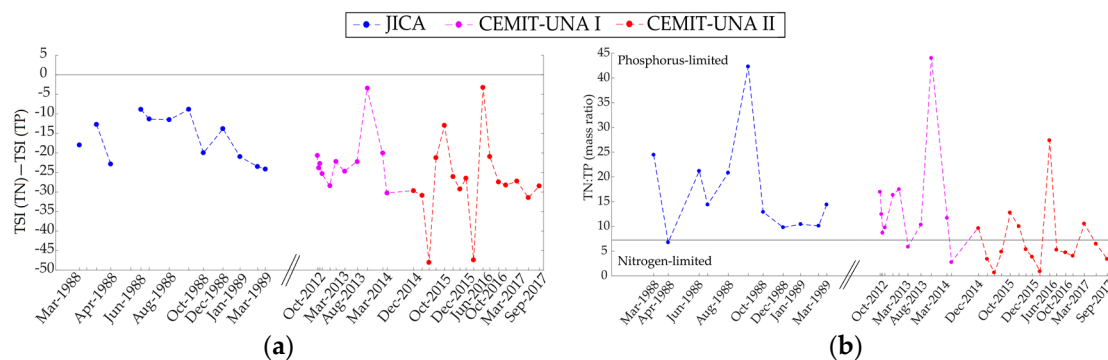 JICA CEMIT-UNA I CEMIT-UNA II
TSI (TN) – TSI (TP)
5
0
-5
-10
-15
-20
-25
-30
-35
-40
-45
-50
Mar-1988 Apr-1988 Jun-1988 Aug-1988 Oct-1988 Dec-1988 Jan-1989 Mar-1989 Oct-2012 Mar-2013 Aug-2013 Mar-2014 Dec-2014 Oct-2015 Dec-2015 Jun-2016 Oct-2016 Mar-2017 Sep-2017
(a)
TN:TP (mass ratio)
45
40
35
30
25
20
15
10
5
0
Phosphorus-limited
Nitrogen-limited
Mar-1988 Apr-1988 Jun-1988 Aug-1988 Oct-1988 Dec-1988 Jan-1989 Mar-1989 Oct-2012 Mar-2013 Aug-2013 Mar-2014 Dec-2014 Oct-2015 Dec-2015 Jun-2016 Oct-2016 Mar-2017 Sep-2017
(b)